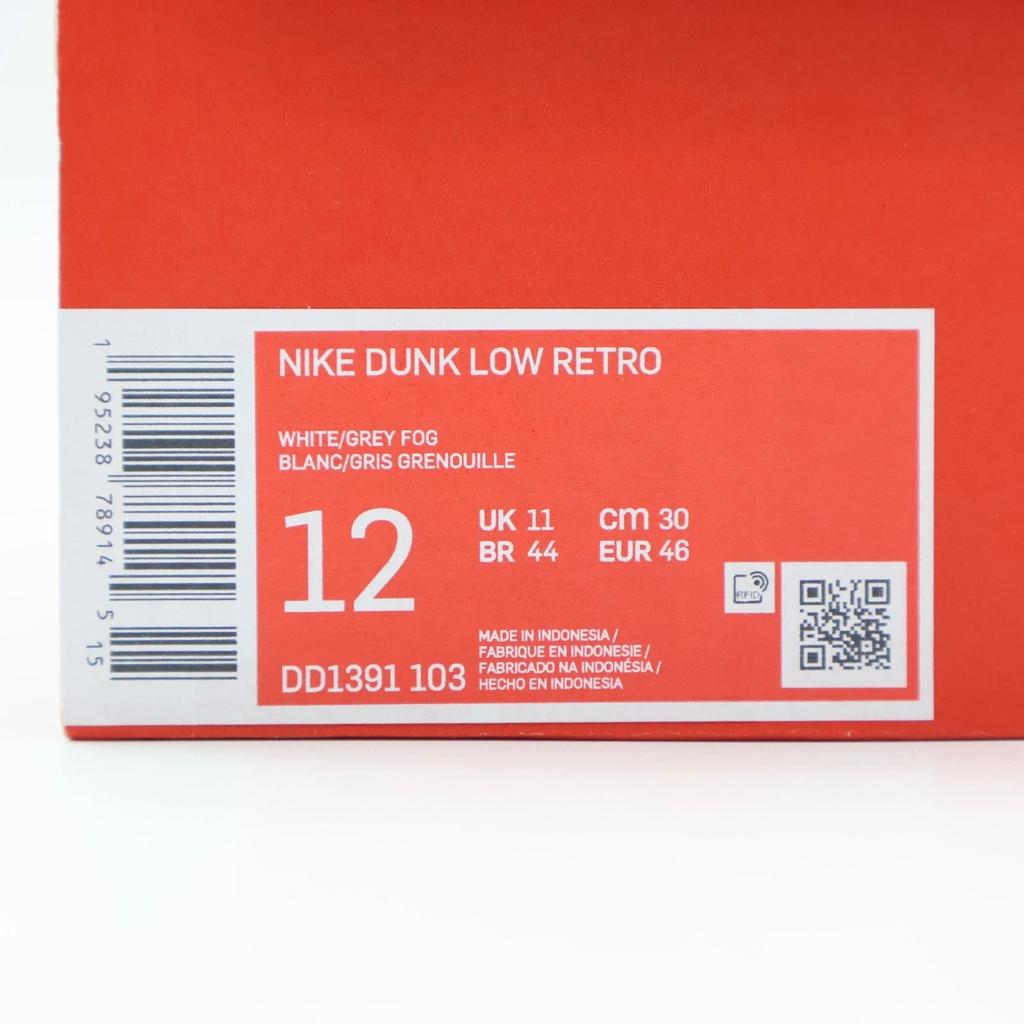 1 95238 78914 5 15
NIKE DUNK LOW RETRO
WHITE/GREY FOG
BLANC/GRIS GRENOUILLE
12
UK 11 cm 30
BR 44 EUR 46
RFID
DD1391 103
MADE IN INDONESIA /
FABRIQUE EN INDONESIE /
FABRICADO NA INDONÉSIA /
HECHO EN INDONESIA